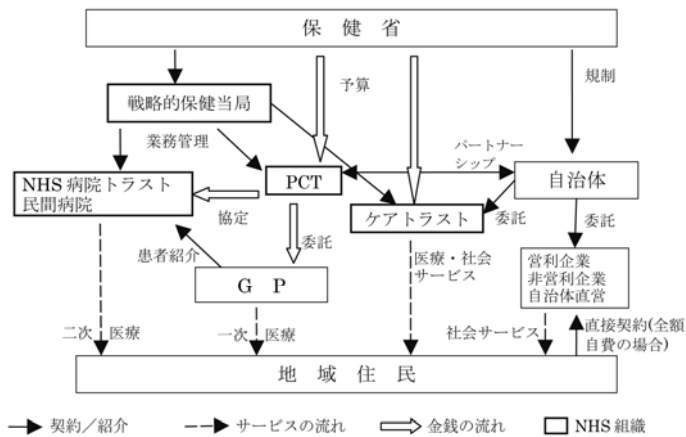 保 健 省
予算
規制
戦略的保健当局
業務管理
パートナー
シップ
NHS 病院トラスト
民間病院
PCT
自治体
協定
ケアトラスト
委託
委託
委託
患者紹介
G P
医療・社会
サービス
営利企業
非営利企業
自治体直営
二次
医療
一次
医療
社会サービス
直接契約(全額
自費の場合)
地 域 住 民
契約／紹介
サービスの流れ
金銭の流れ
NHS 組織